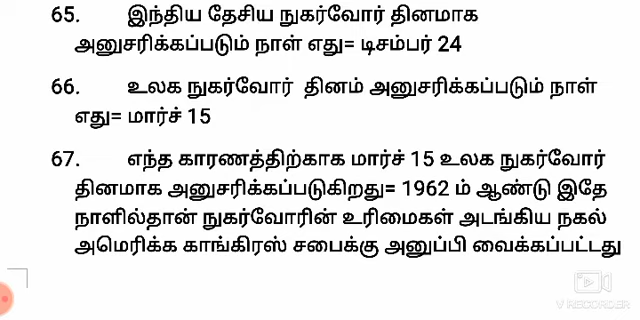 65. இந்திய தேசிய நுகர்வோர் தினமாக
அனுசரிக்கப்படும் நாள் எது= டிசம்பர் 24
66. உலக நுகர்வோர் தினம் அனுசரிக்கப்படும் நாள்
எது= மார்ச் 15
67. எந்த காரணத்திற்காக மார்ச் 15 உலக நுகர்வோர்
தினமாக அனுசரிக்கப்படுகிறது= 1962 ம் ஆண்டு இதே
நாளில்தான் நுகர்வோரின் உரிமைகள் அடங்கிய நகல்
அமெரிக்க காங்கிரஸ் சபைக்கு அனுப்பி வைக்கப்பட்டது
V RECORDER